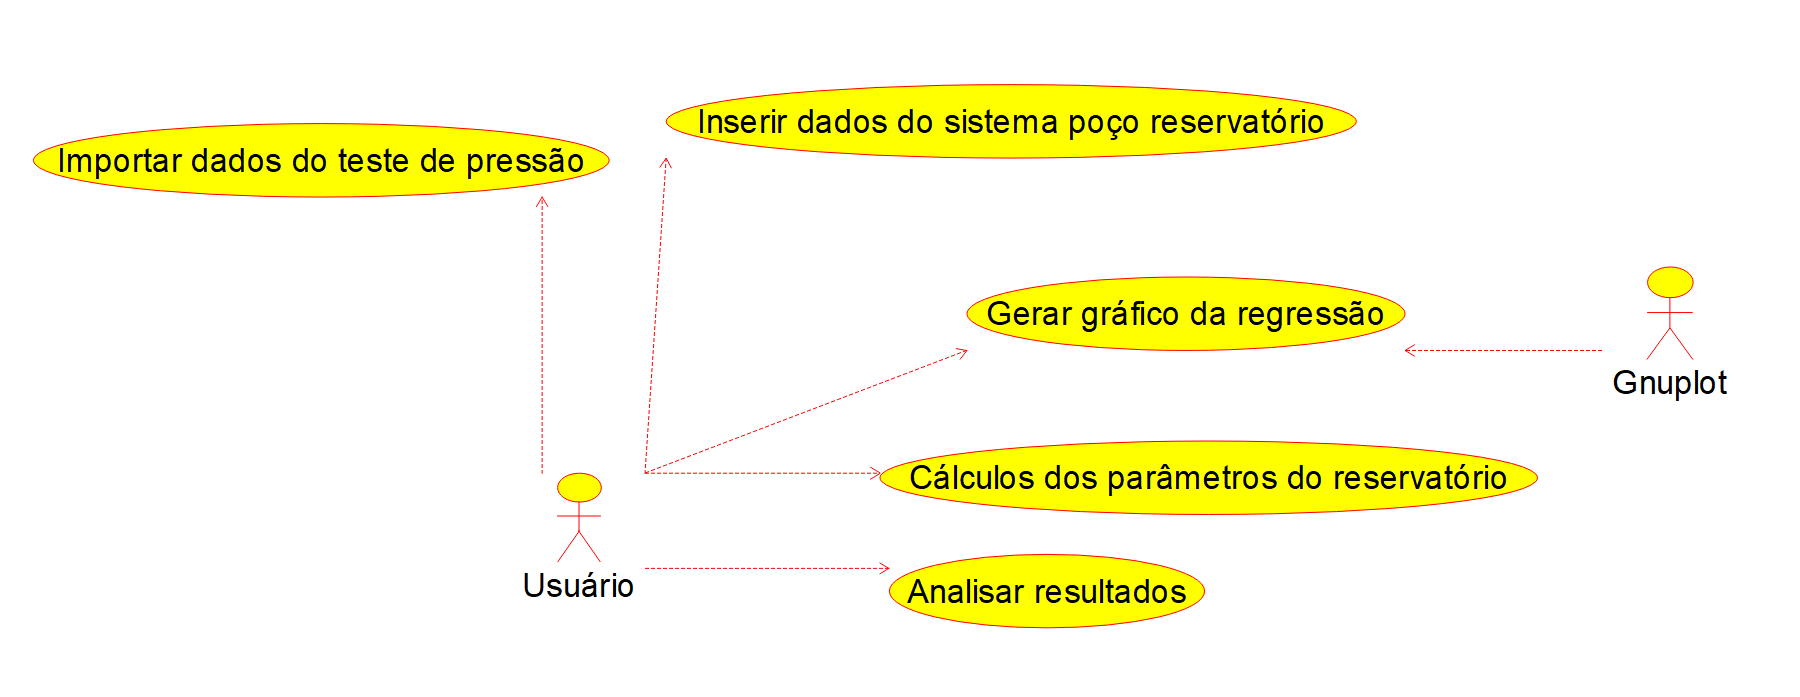 Inserir dados do sistema poço reservatório
Importar dados do teste de pressão
Gerar gráfico da regressão
Gnuplot
Cálculos dos parâmetros do reservatório
Usuário
Analisar resultados